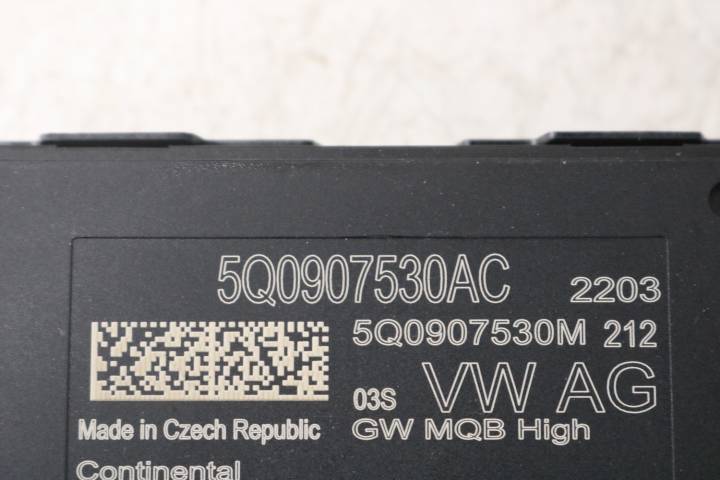 5Q0907530AC 2203
5Q0907530M 212
03S VW AG
Made in Czech Republic GW MQB High
Continental